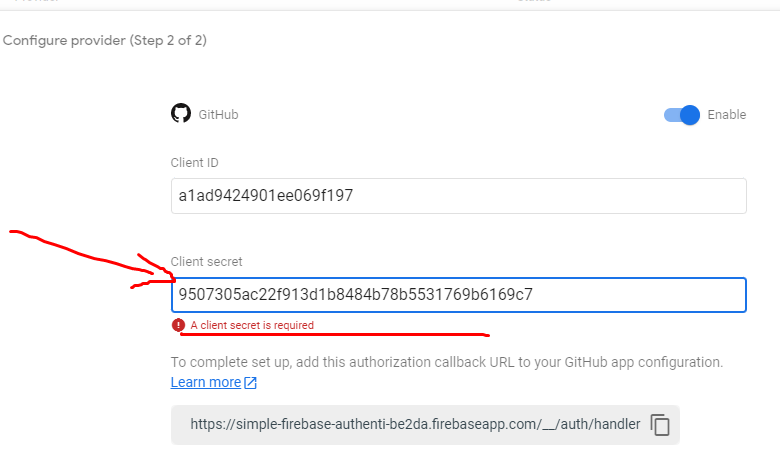 Configure provider (Step 2 of 2)
GitHub
Enable
Client ID
a1ad9424901ee069f197
Client secret
9507305ac22f913d1b8484b78b5531769b6169c7
A client secret is required
To complete set up, add this authorization callback URL to your GitHub app configuration.
Learn more
https://simple-firebase-authenti-be2da.firebaseapp.com/__/auth/handler